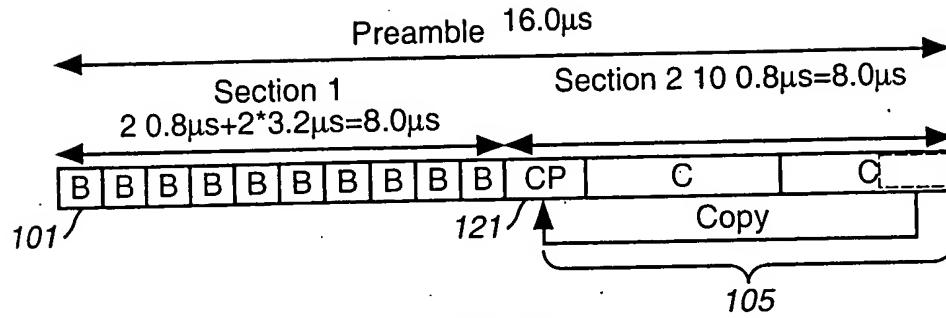 Preamble 16.0μs
Section 1
2 0.8μs+2*3.2μs=8.0μs
Section 2 10 0.8μs=8.0μs
B B B B B B B B B B CP C C
101
121
Copy
105